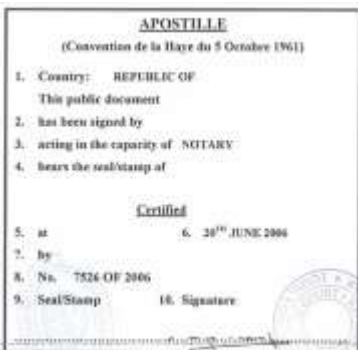 APOSTILLE
(Convention de la Haye du 5 Octobre 1961)
1. Country: REPUBLIC OF
This public document
2. has been signed by
3. acting in the capacity of NOTARY
4. bears the seal/stamp of
Certified
5. at 6. 20TH JUNE 2006
7. by
8. No. 7526 OF 2006
9. Seal/Stamp 10. Signature